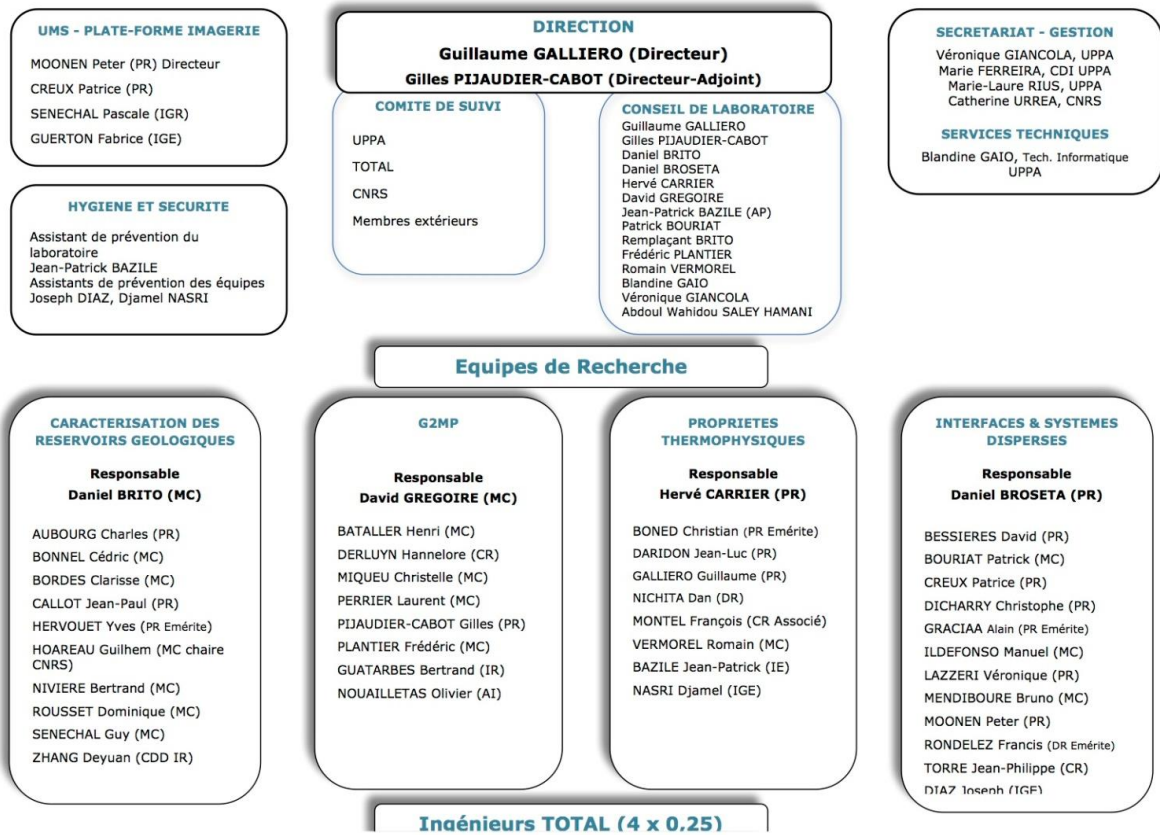 UMS - PLATE-FORME IMAGERIE
MOONEN Peter (PR) Directeur
CREUX Patrice (PR)
SENECHAL Pascale (IGR)
GUERTON Fabrice (IGE)
HYGIENE ET SECURITE
Assistant de prévention du
laboratoire
Jean-Patrick BAZILE
Assistants de prévention des équipes
Joseph DIAZ, Djamel NASRI
DIRECTION
Guillaume GALLIERO (Directeur)
Gilles PIJAUDIER-CABOT (Directeur-Adjoint)
COMITE DE SUIVI
UPPA
TOTAL
CNRS
Membres extérieurs
CONSEIL DE LABORATOIRE
Guillaume GALLIERO
Gilles PIJAUDIER-CABOT
Daniel BRITO
Daniel BROSETA
Hervé CARRIER
David GREGOIRE
Jean-Patrick BAZILE (AP)
Patrick BOURIAT
Remplaçant BRITO
Frédéric PLANTIER
Romain VERMOREL
Blandine GAIO
Véronique GIANCOLA
Abdoul Wahidou SALEY HAMANI
SECRETARIAT - GESTION
Véronique GIANCOLA, UPPA
Marie FERREIRA, CDI UPPA
Marie-Laure RIUS, UPPA
Catherine URREA, CNRS
SERVICES TECHNIQUES
Blandine GAIO, Tech. Informatique
UPPA
Equipes de Recherche
CARACTERISATION DES
RESERVOIRS GEOLOGIQUES
Responsable
Daniel BRITO (MC)
AUBOURG Charles (PR)
BONNEL Cédric (MC)
BORDES Clarisse (MC)
CALLOT Jean-Paul (PR)
HERVOUET Yves (PR Emérite)
HOAREAU Guilhem (MC chaire
CNRS)
NIVIERE Bertrand (MC)
ROUSSET Dominique (MC)
SENECHAL Guy (MC)
ZHANG Deyuan (CDD IR)
G2MP
Responsable
David GREGOIRE (MC)
BATALLER Henri (MC)
DERLUYN Hannelore (CR)
MIQUEU Christelle (MC)
PERRIER Laurent (MC)
PIJAUDIER-CABOT Gilles (PR)
PLANTIER Frédéric (MC)
GUATARBES Bertrand (IR)
NOUAILLETAS Olivier (AI)
PROPRIETES
THERMOPHYSIQUES
Responsable
Hervé CARRIER (PR)
BONED Christian (PR Emérite)
DARIDON Jean-Luc (PR)
GALLIERO Guillaume (PR)
NICHITA Dan (DR)
MONTEL François (CR Associé)
VERMOREL Romain (MC)
BAZILE Jean-Patrick (IE)
NASRI Djamel (IGE)
INTERFACES & SYSTEMES
DISPERSES
Responsable
Daniel BROSETA (PR)
BESSIERES David (PR)
BOURIAT Patrick (MC)
CREUX Patrice (PR)
DICHARRY Christophe (PR)
GRACIAA Alain (PR Emérite)
ILDEFONSO Manuel (MC)
LAZZERI Véronique (PR)
MENDIBOURE Bruno (MC)
MOONEN Peter (PR)
RONDELEZ Francis (DR Emérite)
TORRE Jean-Philippe (CR)
DIAZ Joseph (IGE)
Ingénieurs TOTAL (4 x 0,25)